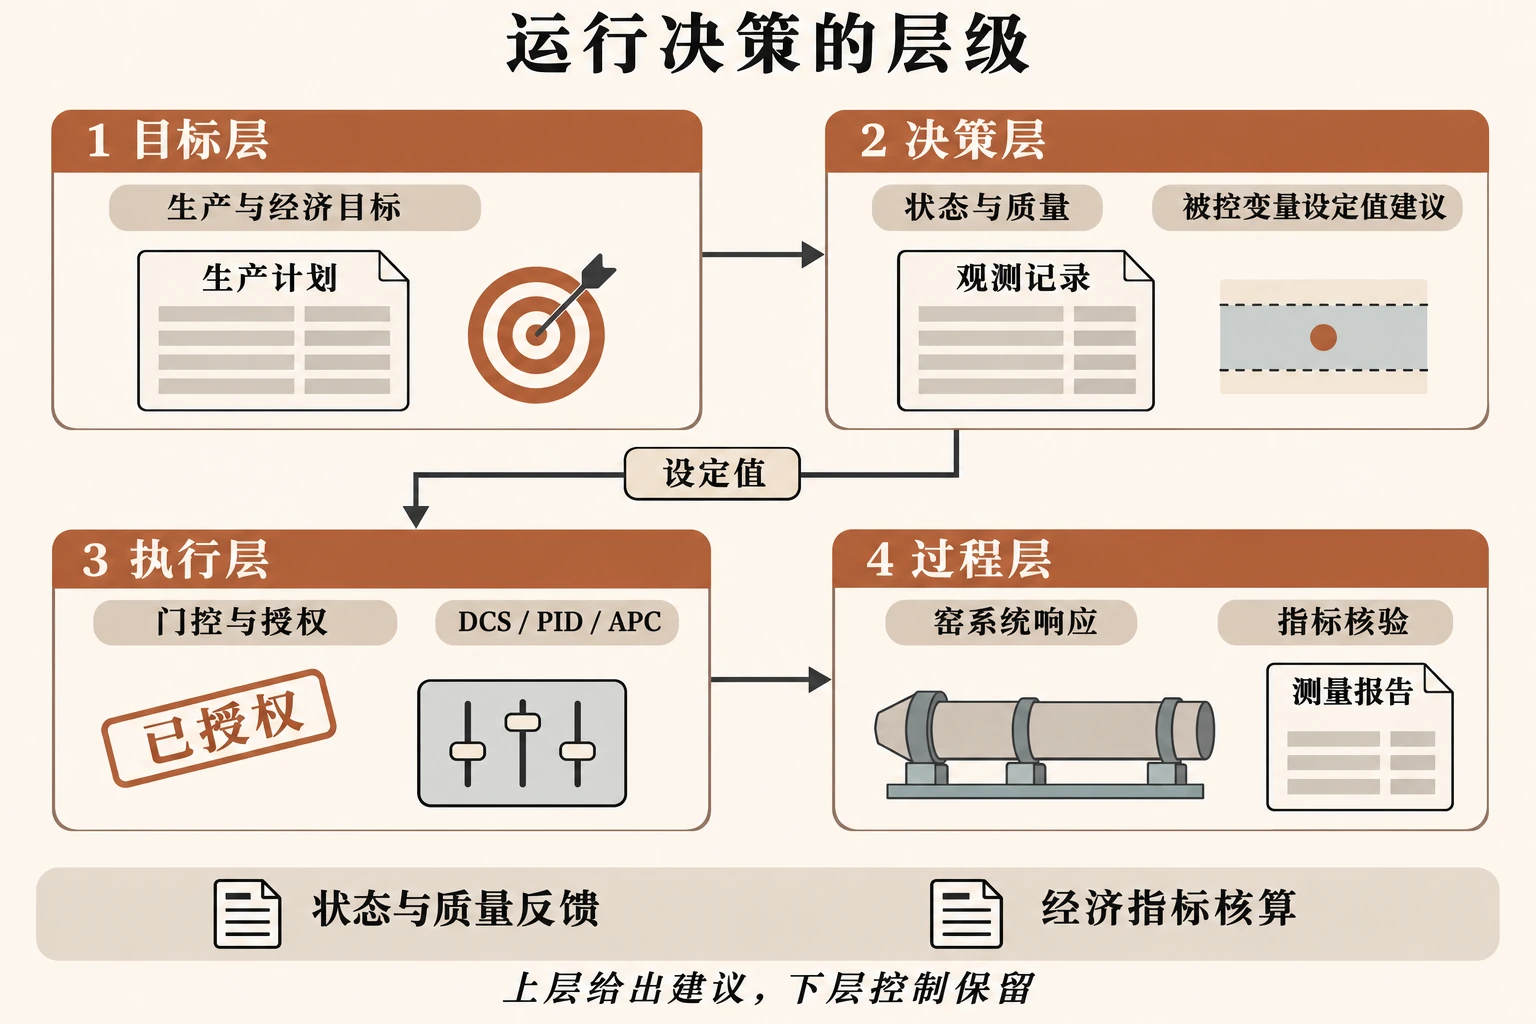 运行决策的层级
1 目标层
生产与经济目标
生产计划
2 决策层
状态与质量
被控变量设定值建议
观测记录
设定值
3 执行层
门控与授权
DCS / PID / APC
已授权
4 过程层
窑系统响应
指标核验
测量报告
状态与质量反馈
经济指标核算
上层给出建议，下层控制保留